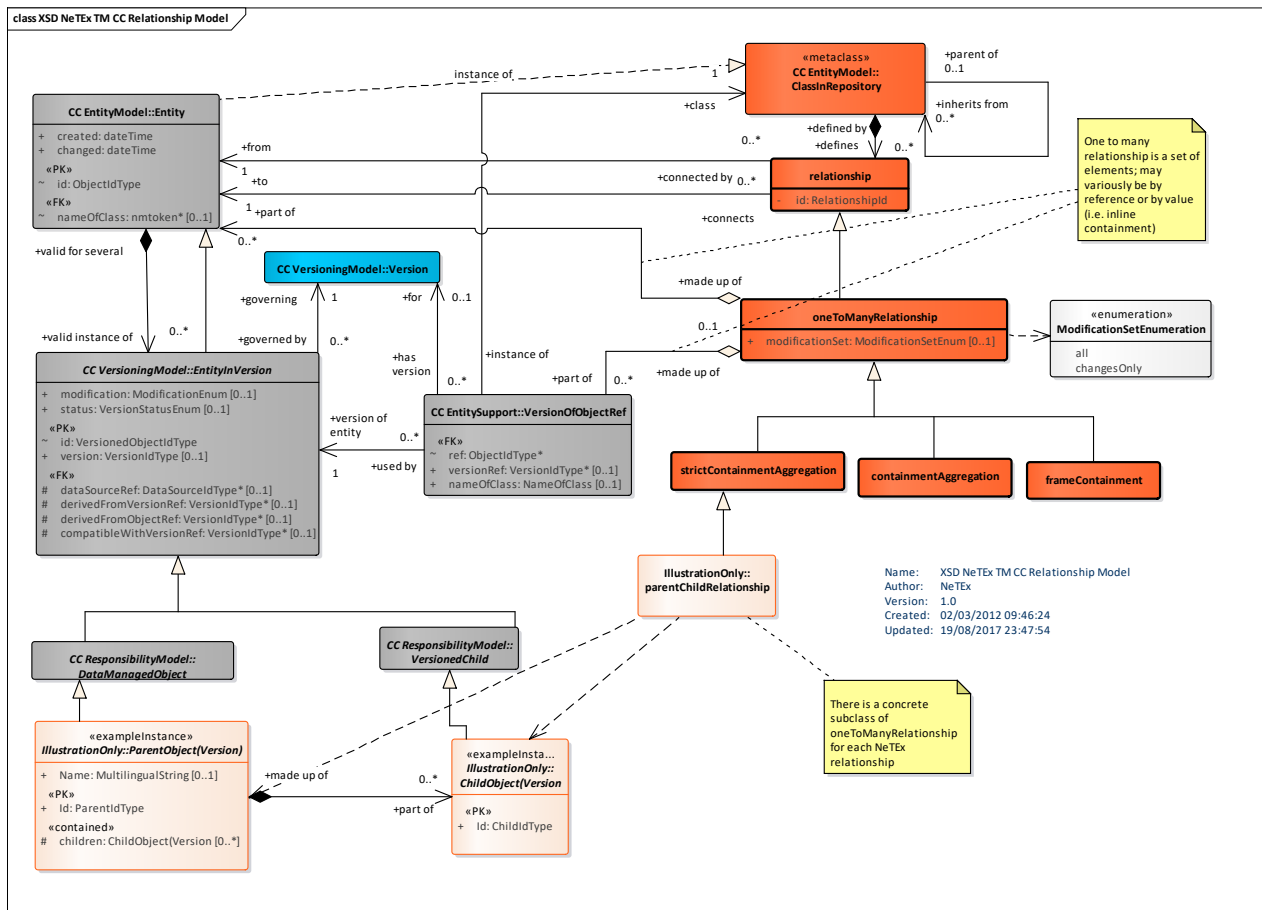 class XSD NeTEx TM CC Relationship Model
«metaclass»
CC EntityModel::
ClassInRepository
+parent of
0..1
+inherits from
0..*
instance of
1
+class
+defined by
+defines
0..*
0..*
CC EntityModel::Entity
+ created: dateTime
+ changed: dateTime
«PK»
~ id: ObjectIdType
«FK»
~ nameOfClass: nmtoken* [0..1]
+from
1
+to
1
+part of
0..*
+connected by
0..*
+connects
relationship
- id: RelationshipId
One to many
relationship is a set of
elements; may
variously be by
reference or by value
(i.e. inline
containment)
+valid for several
CC VersioningModel::Version
+governing
1
+for
0..1
+made up of
oneToManyRelationship
+ modificationSet: ModificationSetEnum [0..1]
0..1
+made up of
«enumeration»
ModificationSetEnumeration
all
changesOnly
+valid instance of
0..*
+governed by
0..*
+has
version
0..*
+instance of
+part of
0..*
CC VersioningModel::EntityInVersion
+ modification: ModificationEnum [0..1]
+ status: VersionStatusEnum [0..1]
«PK»
~ id: VersionedObjectIdType
+ version: VersionIdType [0..1]
«FK»
# dataSourceRef: DataSourceIdType* [0..1]
# derivedFromVersionRef: VersionIdType* [0..1]
# derivedFromObjectRef: VersionIdType* [0..1]
# compatibleWithVersionRef: VersionIdType* [0..1]
+version of
entity
1
0..*
+used by
CC EntitySupport::VersionOfObjectRef
«FK»
~ ref: ObjectIdType*
+ versionRef: VersionIdType* [0..1]
+ nameOfClass: NameOfClass [0..1]
strictContainmentAggregation
containmentAggregation
frameContainment
IllustrationOnly::
parentChildRelationship
Name: XSD NeTEx TM CC Relationship Model
Author: NeTEx
Version: 1.0
Created: 02/03/2012 09:46:24
Updated: 19/08/2017 23:47:54
CC ResponsibilityModel::
DataManagedObject
CC ResponsibilityModel::
VersionedChild
There is a concrete
subclass of
oneToManyRelationship
for each NeTEx
relationship
«exampleInstance»
IllustrationOnly::ParentObject(Version)
+ Name: MultilingualString [0..1]
«PK»
+ Id: ParentIdType
«contained»
# children: ChildObject(Version [0..*]
+made up of
0..*
+part of
«exampleInsta...
IllustrationOnly::
ChildObject(Version
«PK»
+ Id: ChildIdType